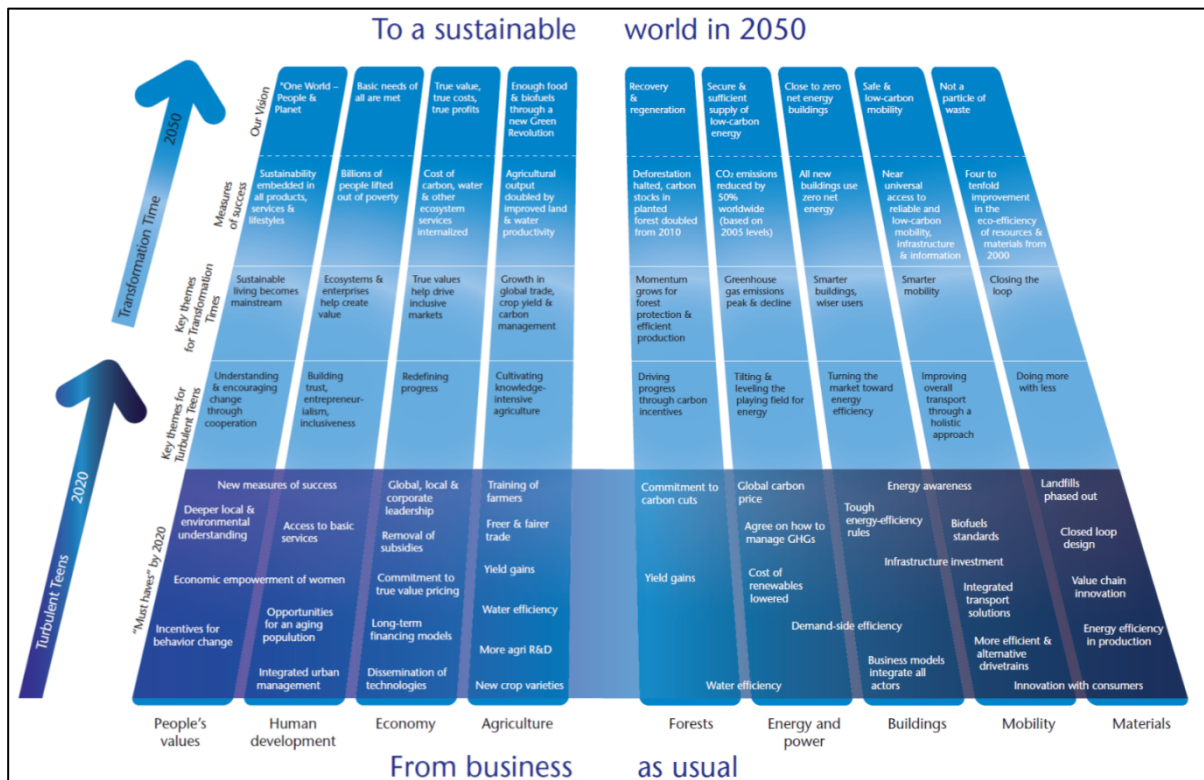 To a sustainable world in 2050
2050
Transformation Time
2020
Turbulent Teens
Our Vision
"One World –
People &
Planet
Basic needs of
all are met
True value,
true costs,
true profits
Enough food
& biofuels
through a
new Green
Revolution
Recovery
& regeneration
Secure &
sufficient
supply of
low-carbon
energy
Close to zero
net energy
buildings
Safe &
low-carbon
mobility
Not a
particle of
waste
Measures
of success
Sustainability
embedded in
all products,
services &
lifestyles
Billions of
people lifted
out of poverty
Cost of
carbon, water
& other
ecosystem
services
internalized
Agricultural
output
doubled by
improved land
& water
productivity
Deforestation
halted, carbon
stocks in
planted
forest doubled
from 2010
CO₂ emissions
reduced by
50%
worldwide
(based on
2005 levels)
All new
buildings use
zero net
energy
Near
universal
access to
reliable and
low-carbon
mobility,
infrastructure
& information
Four to
tenfold
improvement
in the
eco-efficiency
of resources &
materials from
2000
Key themes
for Transformation
Times
Sustainable
living becomes
mainstream
Ecosystems &
enterprises
help create
value
True values
help drive
inclusive
markets
Growth in
global trade,
crop yield &
carbon
management
Momentum
grows for
forest
protection &
efficient
production
Greenhouse
gas emissions
peak & decline
Smarter
buildings,
wiser users
Smarter
mobility
Closing the
loop
Key themes for
Turbulent Teens
Understanding
& encouraging
change
through
cooperation
Building
trust,
entrepreneur-
ialism,
inclusiveness
Redefining
progress
Cultivating
knowledge-
intensive
agriculture
Driving
progress
through carbon
incentives
Tilting &
leveling the
playing field for
energy
Turning the
market toward
energy
efficiency
Improving
overall
transport
through a
holistic
approach
Doing more
with less
"Must haves" by 2020
New measures of success
Deeper local &
environmental
understanding
Access to basic
services
Economic empowerment of women
Incentives for
behavior change
Opportunities
for an aging
poupulation
Integrated urban
management
Global, local &
corporate
leadership
Removal of
subsidies
Commitment to
true value pricing
Long-term
financing models
Dissemination of
technologies
Training of
farmers
Freer & fairer
trade
Yield gains
Water efficiency
More agri R&D
New crop varieties
Commitment to
carbon cuts
Yield gains
Water efficiency
Global carbon
price
Agree on how to
manage GHGs
Cost of
renewables
lowered
Demand-side efficiency
Energy awareness
Tough
energy-efficiency
rules
Infrastructure investment
Business models
integrate all
actors
Biofuels
standards
Integrated
transport
solutions
More efficient &
alternative
drivetrains
Landfills
phased out
Closed loop
design
Value chain
innovation
Energy efficiency
in production
Innovation with consumers
People's
values
Human
development
Economy
Agriculture
Forests
Energy and
power
Buildings
Mobility
Materials
From business as usual